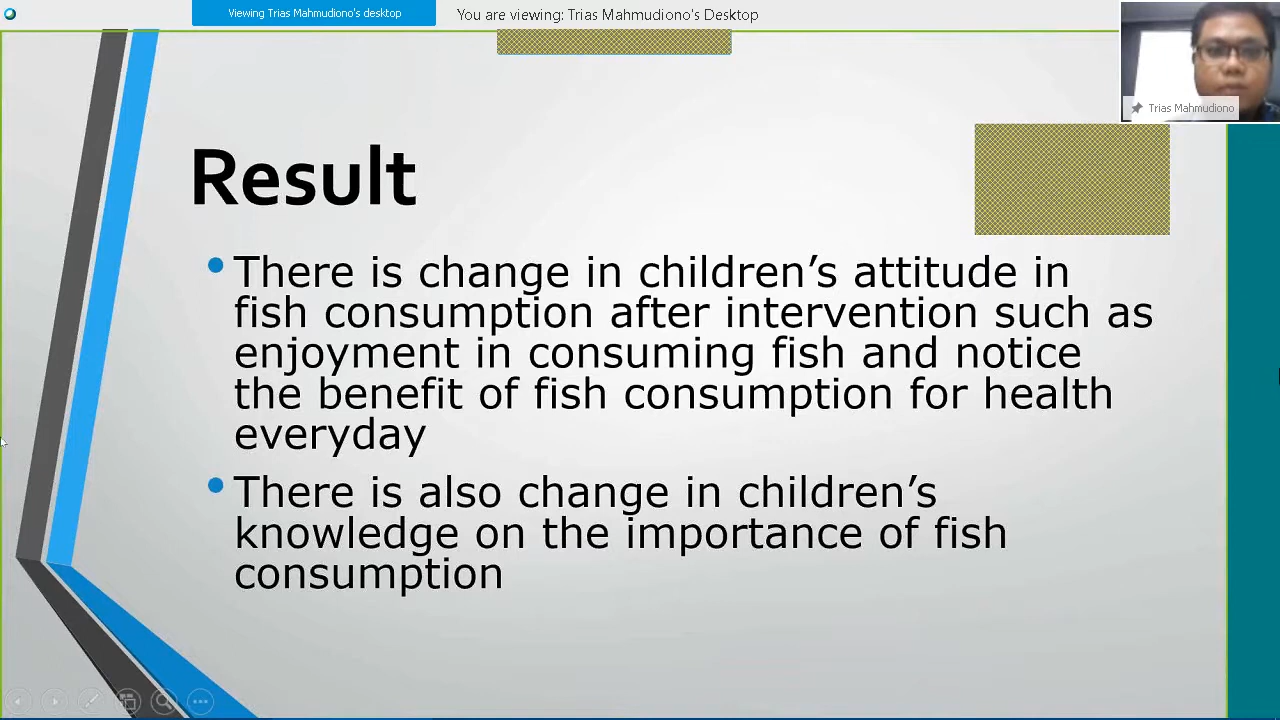 Viewing Trias Mahmudiono's desktop
You are viewing: Trias Mahmudiono's Desktop
Trias Mahmudiono
Result
There is change in children’s attitude in
fish consumption after intervention such as
enjoyment in consuming fish and notice
the benefit of fish consumption for health
everyday
There is also change in children’s
knowledge on the importance of fish
consumption